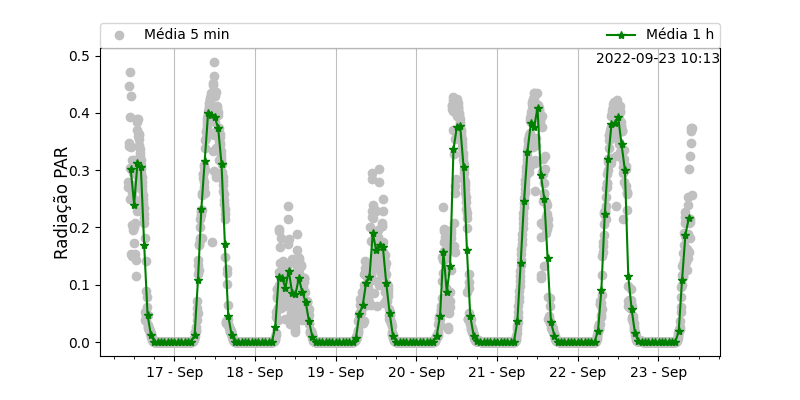 Média 5 min
Média 1 h
2022-09-23 10:13
Radiação PAR
0.5
0.4
0.3
0.2
0.1
0.0
17 - Sep
18 - Sep
19 - Sep
20 - Sep
21 - Sep
22 - Sep
23 - Sep